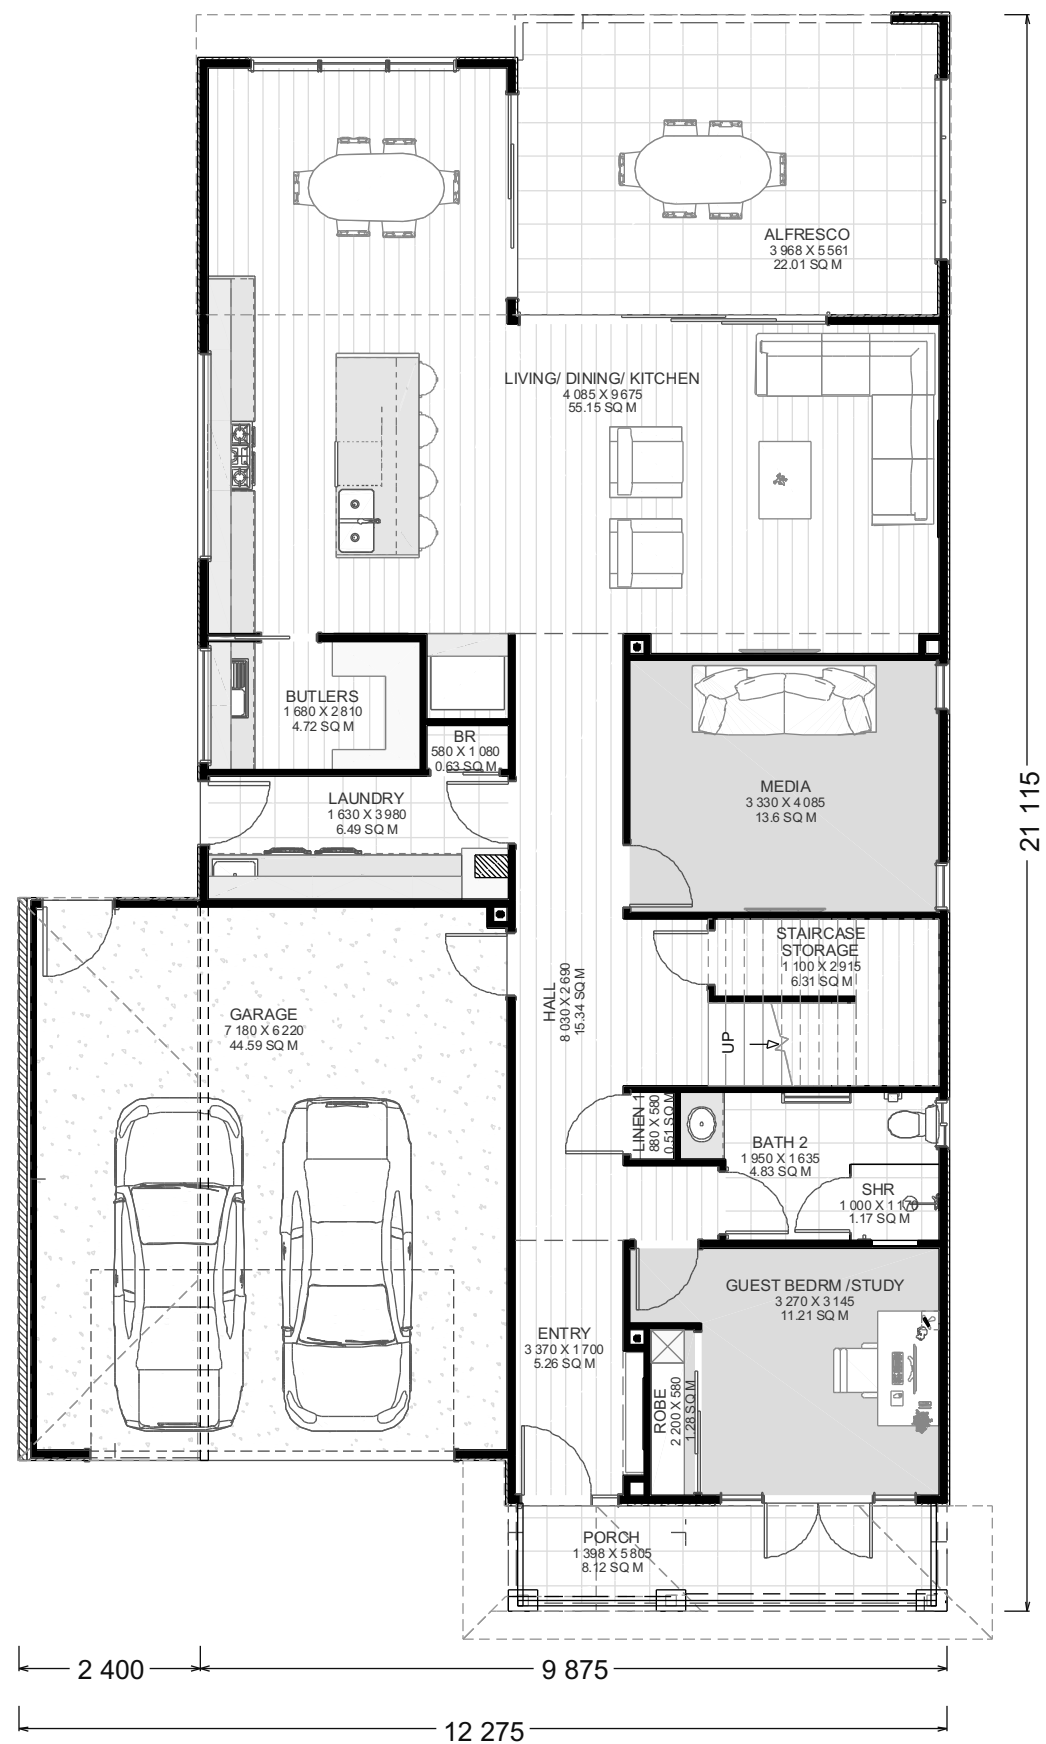 ALFRESCO
3 968 X 5 561
22.01 SQ M
LIVING/ DINING/ KITCHEN
4 085 X 9 675
55.15 SQ M
BUTLERS
1 680 X 2 810
4.72 SQ M
BR
580 X 1 080
0.63 SQ M
LAUNDRY
1 630 X 3 980
6.49 SQ M
MEDIA
3 330 X 4 085
13.6 SQ M
21 115
STAIRCASE
STORAGE
1 100 X 2 915
6.31 SQ M
HALL
8 030 X 2 690
15.34 SQ M
GARAGE
7 180 X 6 220
44.59 SQ M
UP
LINEN 1
880 X 580
0.51 SQ M
BATH 2
1 950 X 1 635
4.83 SQ M
SHR
1 000 X 1 170
1.17 SQ M
GUEST BEDRM /STUDY
3 270 X 3 145
11.21 SQ M
ENTRY
3 370 X 1 700
5.26 SQ M
ROBE
2 200 X 580
1.28 SQ M
PORCH
1 398 X 5 805
8.12 SQ M
2 400
9 875
12 275